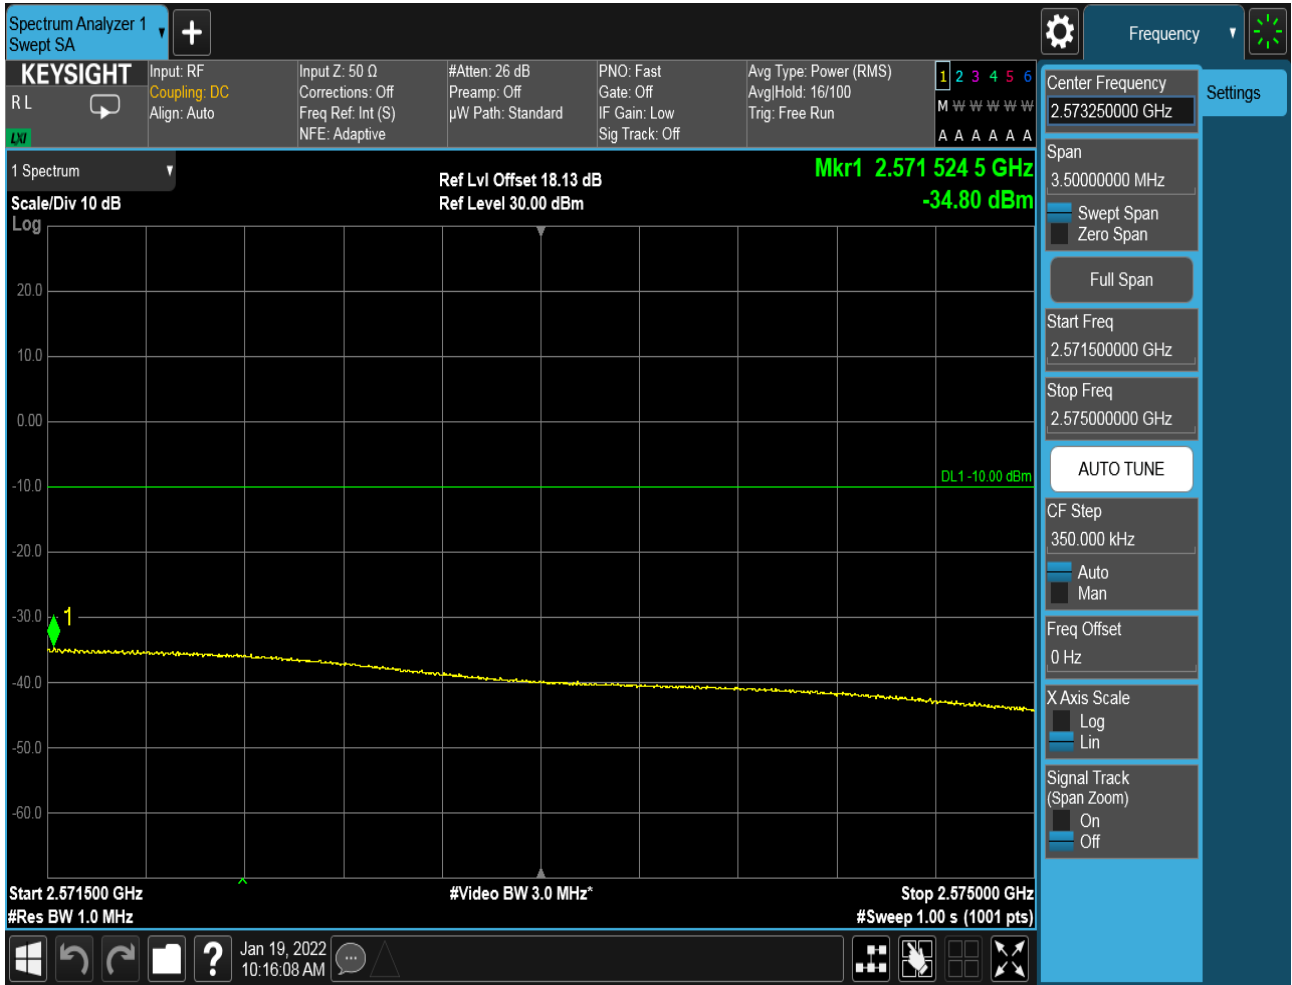 Spectrum Analyzer 1
Swept SA
Frequency
KEYSIGHT
R L
LXI
Input: RF
Coupling: DC
Align: Auto
Input Z: 50 Ω
Corrections: Off
Freq Ref: Int (S)
NFE: Adaptive
#Atten: 26 dB
Preamp: Off
µW Path: Standard
PNO: Fast
Gate: Off
IF Gain: Low
Sig Track: Off
Avg Type: Power (RMS)
Avg|Hold: 16/100
Trig: Free Run
1 2 3 4 5 6
M W W W W W
A A A A A A
1 Spectrum
Scale/Div 10 dB
Log
Ref Lvl Offset 18.13 dB
Ref Level 30.00 dBm
Mkr1 2.571 524 5 GHz
-34.80 dBm
20.0
10.0
0.00
-10.0
-20.0
-30.0
-40.0
-50.0
-60.0
DL1 -10.00 dBm
1
Start 2.571500 GHz
#Res BW 1.0 MHz
#Video BW 3.0 MHz*
Stop 2.575000 GHz
#Sweep 1.00 s (1001 pts)
Jan 19, 2022
10:16:08 AM
?
Center Frequency
2.573250000 GHz
Settings
Span
3.50000000 MHz
Swept Span
Zero Span
Full Span
Start Freq
2.571500000 GHz
Stop Freq
2.575000000 GHz
AUTO TUNE
CF Step
350.000 kHz
Auto
Man
Freq Offset
0 Hz
X Axis Scale
Log
Lin
Signal Track
(Span Zoom)
On
Off